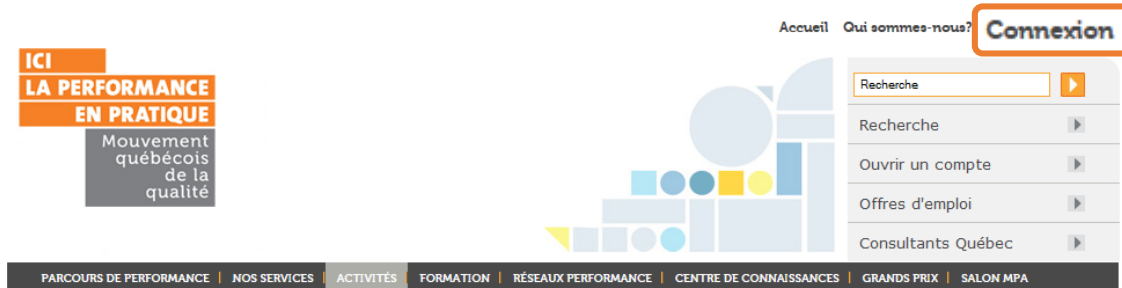 Accueil Qui sommes-nous? Connexion
ICI
LA PERFORMANCE
EN PRATIQUE
Mouvement
québécois
de la
qualité
Recherche
Recherche
Ouvrir un compte
Offres d'emploi
Consultants Québec
PARCOURS DE PERFORMANCE | NOS SERVICES | ACTIVITÉS | FORMATION | RÉSEAUX PERFORMANCE | CENTRE DE CONNAISSANCES | GRANDS PRIX | SALON MPA